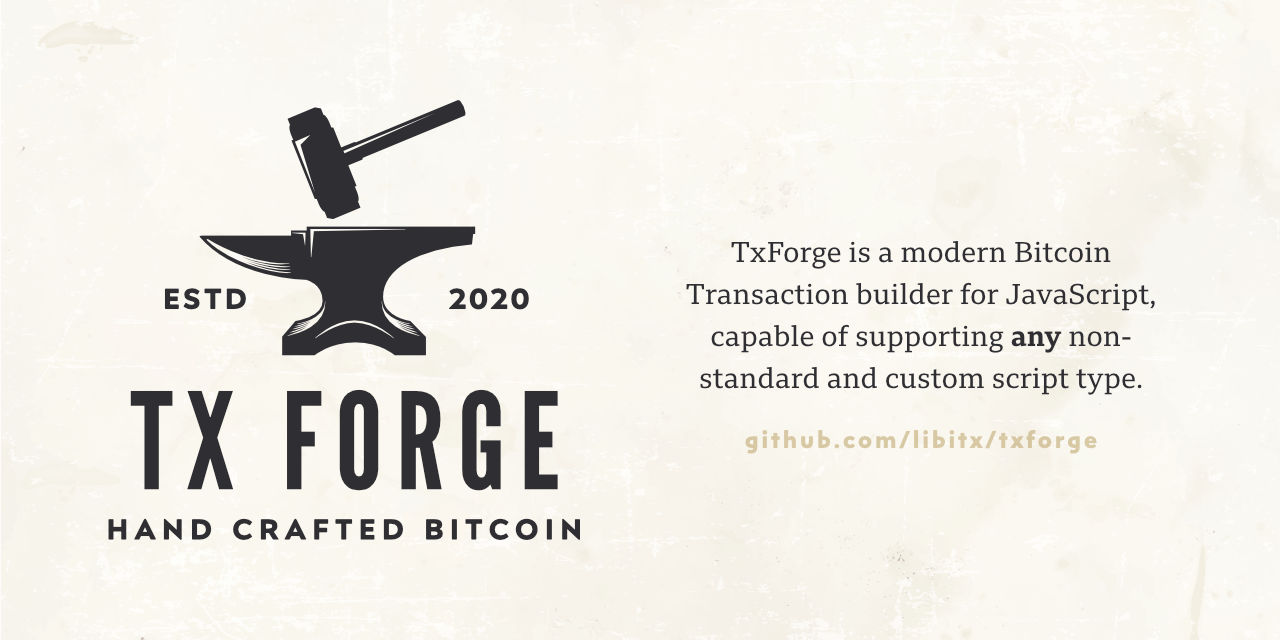 ESTD 2020
TX FORGE
HAND CRAFTED BITCOIN
TxForge is a modern Bitcoin
Transaction builder for JavaScript,
capable of supporting any non-
standard and custom script type.
github.com/libitx/txforge